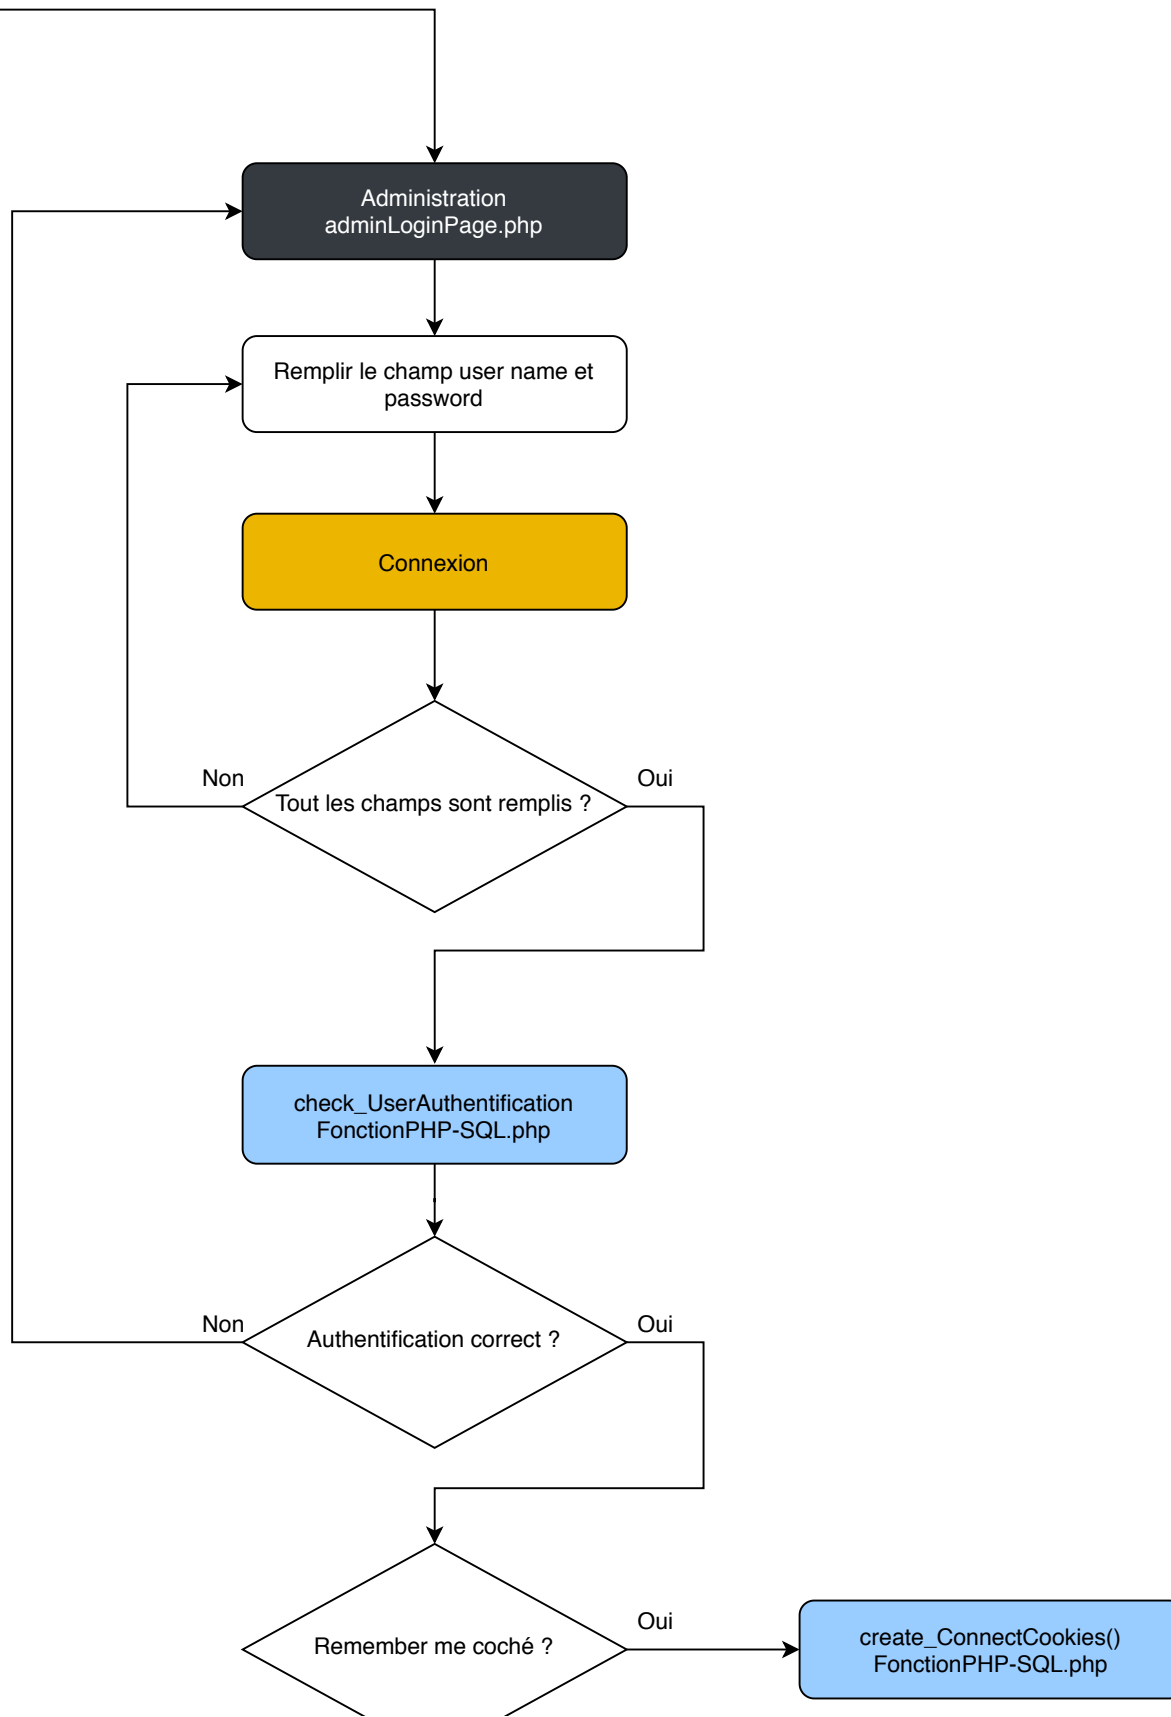 Administration
adminLoginPage.php
Remplir le champ user name et
password
Connexion
Non
Oui
Tout les champs sont remplis ?
check_UserAuthentification
FonctionPHP-SQL.php
Non
Oui
Authentification correct ?
Oui
Remember me coché ?
create_ConnectCookies()
FonctionPHP-SQL.php